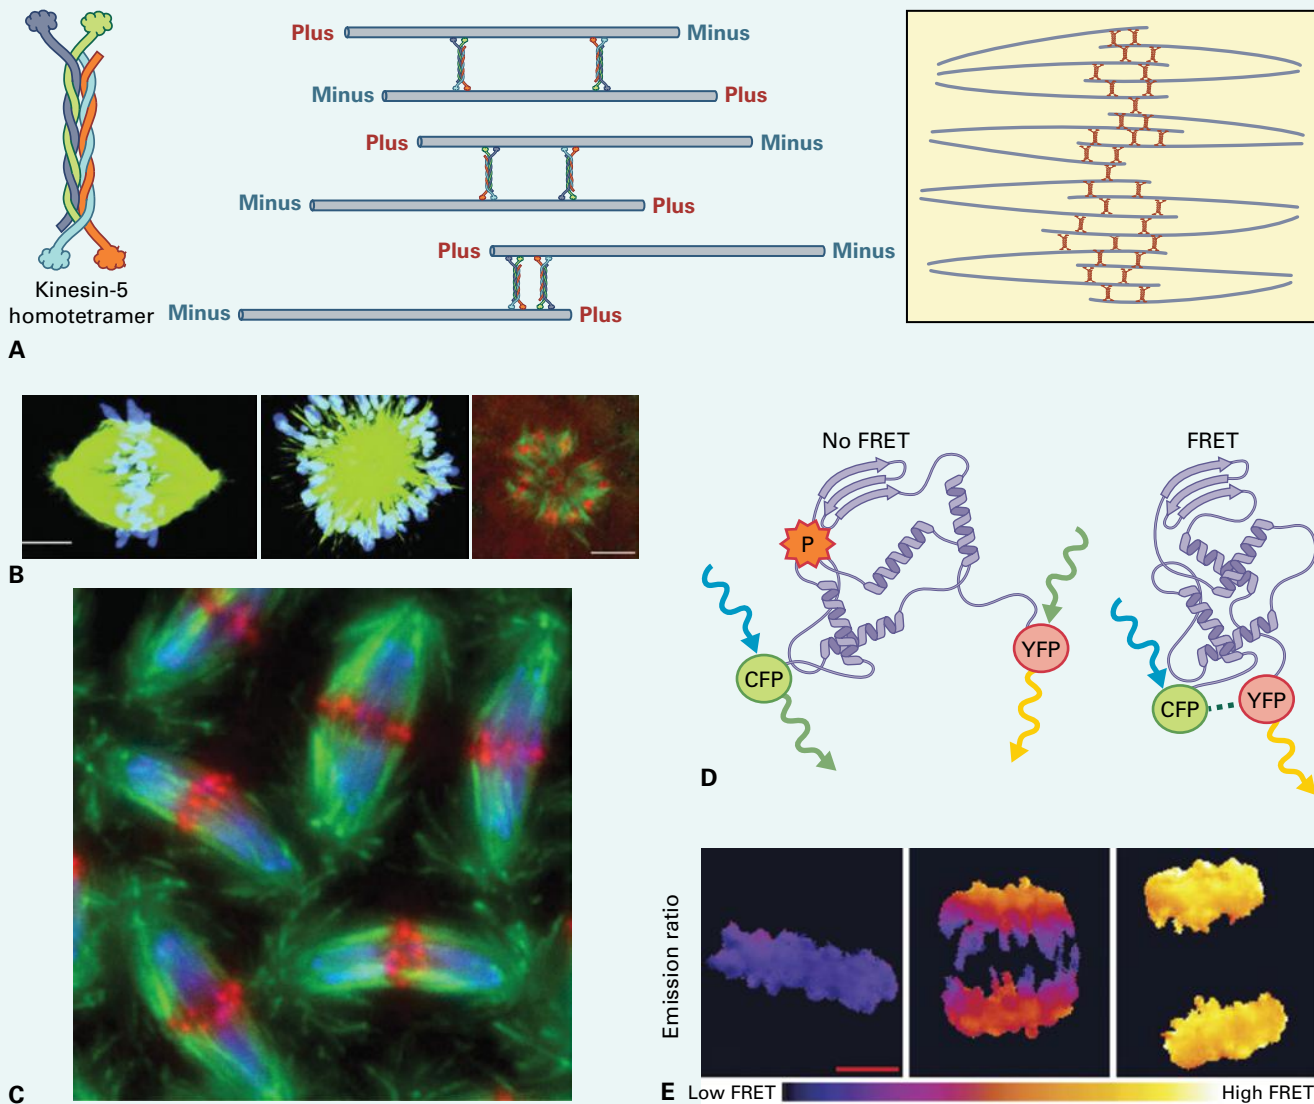 Plus
Minus
Minus
Plus
Plus
Minus
Minus
Plus
Plus
Minus
Minus
Plus
Kinesin-5
homotetramer
A
B
No FRET
FRET
P
CFP
YFP
CFP
YFP
D
C
Emission ratio
E Low FRET High FRET